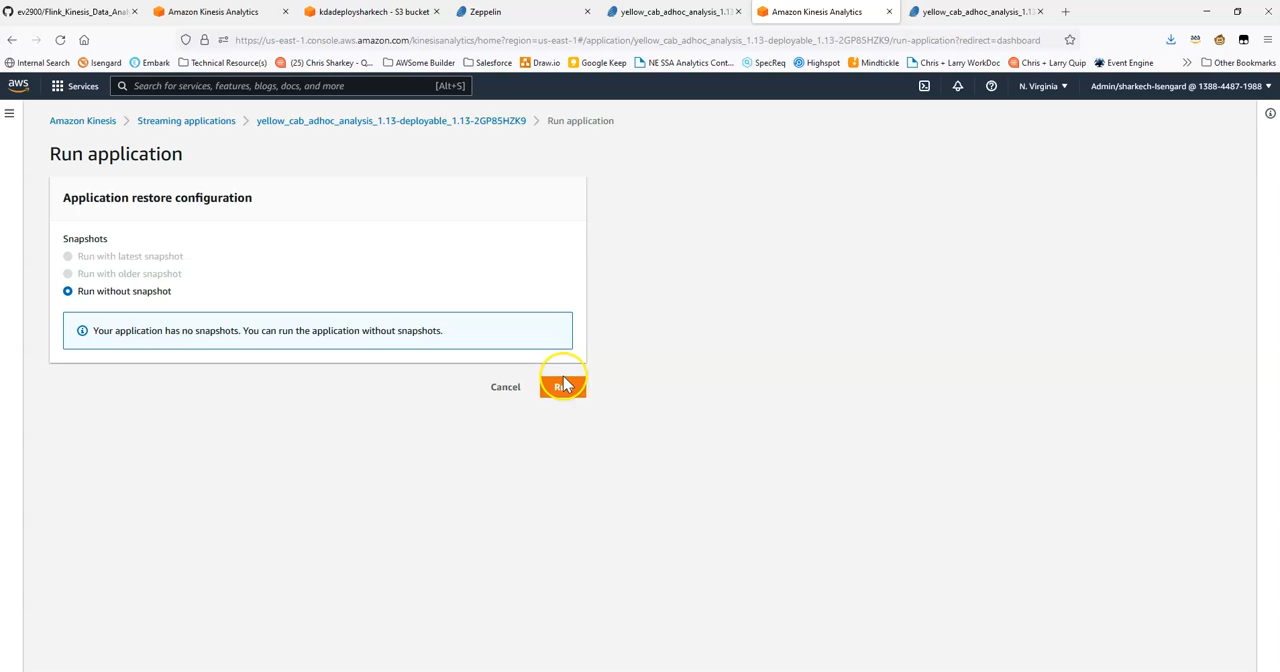 ev2900/Flink_Kinesis_Data_Anal
Amazon Kinesis Analytics
kdadeploysharkech - S3 bucket
Zeppelin
yellow_cab_adhoc_analysis_1.13
Amazon Kinesis Analytics
yellow_cab_adhoc_analysis_1.13
https://us-east-1.console.aws.amazon.com/kinesisanalytics/home?region=us-east-1#/application/yellow_cab_adhoc_analysis_1.13-deployable_1.13-2GP85HZK9/run-application?redirect=dashboard
Internal Search
Isengard
Embark
Technical Resource(s)
(25) Chris Sharkey - Q...
AWSome Builder
Salesforce
Draw.io
Google Keep
NE SSA Analytics Cont...
SpecReq
Highspot
Mindtickle
Chris + Larry WorkDoc
Chris + Larry Quip
Event Engine
Other Bookmarks
aws
Services
Search for services, features, blogs, docs, and more
[Alt+S]
N. Virginia
Admin/sharkech-Isengard @ 1388-4487-1988
Amazon Kinesis
Streaming applications
yellow_cab_adhoc_analysis_1.13-deployable_1.13-2GP85HZK9
Run application
Run application
Application restore configuration
Snapshots
Run with latest snapshot
Run with older snapshot
Run without snapshot
Your application has no snapshots. You can run the application without snapshots.
Cancel